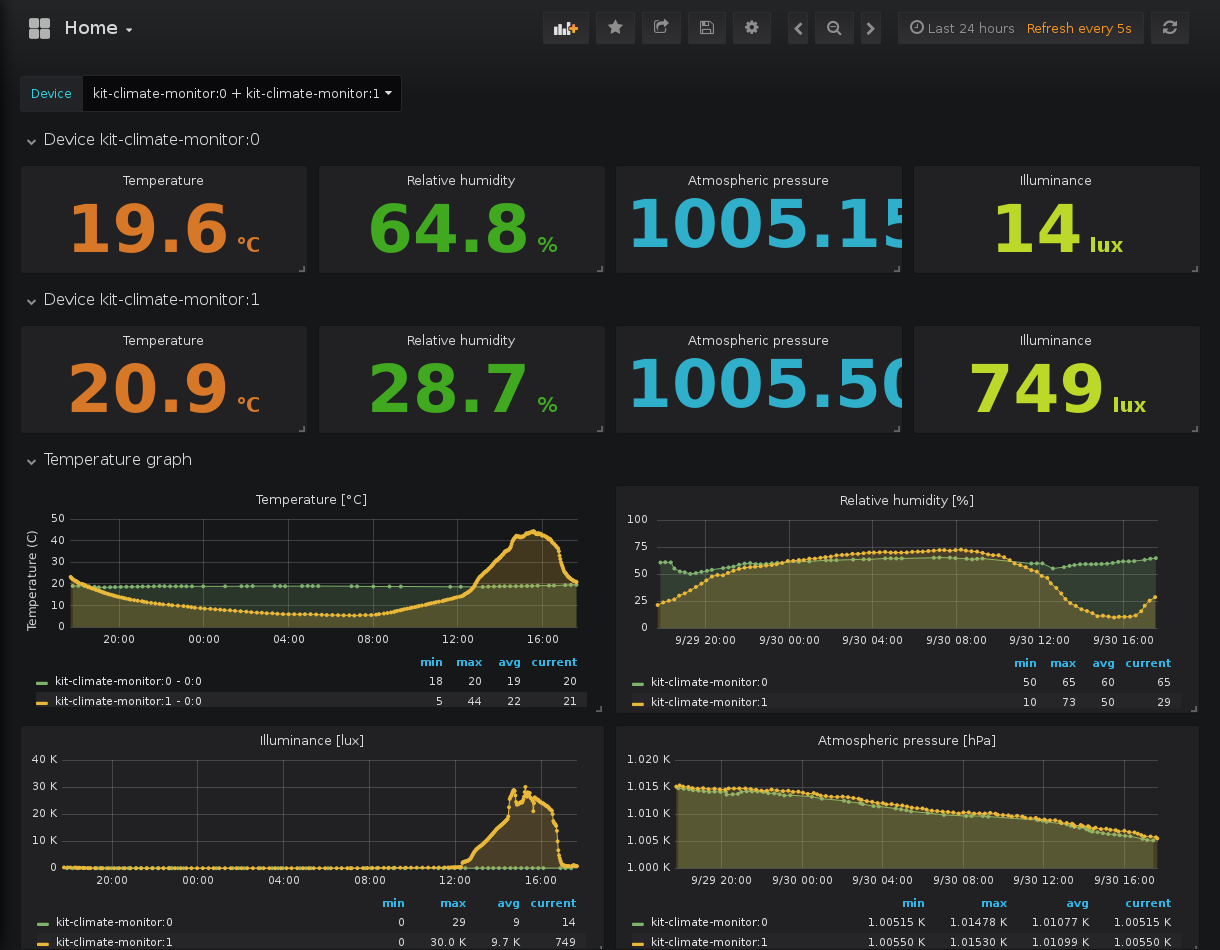 Home
Last 24 hours Refresh every 5s
Device kit-climate-monitor:0 + kit-climate-monitor:1
Device kit-climate-monitor:0
Temperature Relative humidity Atmospheric pressure Illuminance
19.6 °C 64.8 % 1005.15 14 lux
Device kit-climate-monitor:1
Temperature Relative humidity Atmospheric pressure Illuminance
20.9 °C 28.7 % 1005.50 749 lux
Temperature graph
Temperature [°C]
Temperature (C)
50
40
30
20
10
0
20:00 00:00 04:00 08:00 12:00 16:00
min max avg current
kit-climate-monitor:0 - 0:0 18 20 19 20
kit-climate-monitor:1 - 0:0 5 44 22 21
Relative humidity [%]
100
75
50
25
0
9/29 20:00 9/30 00:00 9/30 04:00 9/30 08:00 9/30 12:00 9/30 16:00
min max avg current
kit-climate-monitor:0 50 65 60 65
kit-climate-monitor:1 10 73 50 29
Illuminance [lux]
40 K
30 K
20 K
10 K
0
20:00 00:00 04:00 08:00 12:00 16:00
min max avg current
kit-climate-monitor:0 0 29 9 14
kit-climate-monitor:1 0 30.0 K 9.7 K 749
Atmospheric pressure [hPa]
1.020 K
1.015 K
1.010 K
1.005 K
1.000 K
9/29 20:00 9/30 00:00 9/30 04:00 9/30 08:00 9/30 12:00 9/30 16:00
min max avg current
kit-climate-monitor:0 1.00515 K 1.01478 K 1.01077 K 1.00515 K
kit-climate-monitor:1 1.00550 K 1.01530 K 1.01099 K 1.00550 K